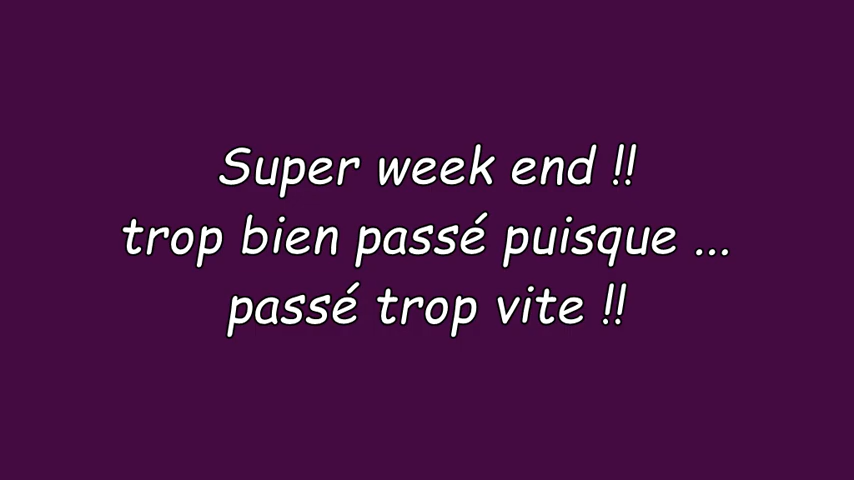 Super week end !!
trop bien passé puisque ...
passé trop vite !!